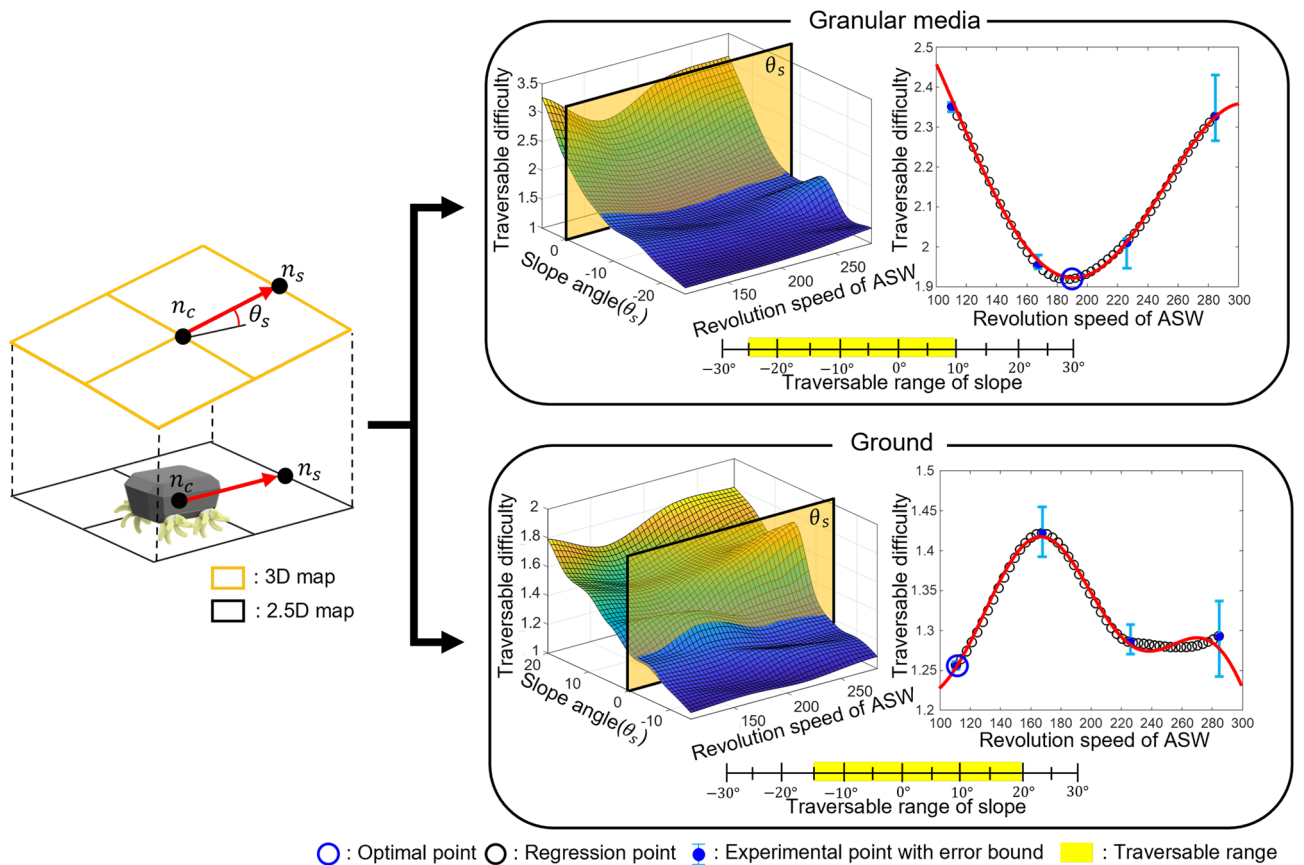 Granular media
3.5
3
2.5
2
1.5
1
Traversable difficulty
0
-10
-20
Slope angle(θₛ)
150
200
250
Revolution speed of ASW
θₛ
2.5
2.4
2.3
2.2
2.1
2
1.9
Traversable difficulty
100 120 140 160 180 200 220 240 260 280 300
Revolution speed of ASW
−30° −20° −10° 0° 10° 20° 30°
Traversable range of slope
nₛ
n_c
θₛ
nₛ
n_c
: 3D map
: 2.5D map
Ground
2
1.8
1.6
1.4
1.2
1
Traversable difficulty
20
10
0
-10
Slope angle(θₛ)
150
200
250
Revolution speed of ASW
θₛ
1.5
1.45
1.4
1.35
1.3
1.25
1.2
Traversable difficulty
100 120 140 160 180 200 220 240 260 280 300
Revolution speed of ASW
−30° −20° −10° 0° 10° 20° 30°
Traversable range of slope
: Optimal point : Regression point : Experimental point with error bound : Traversable range